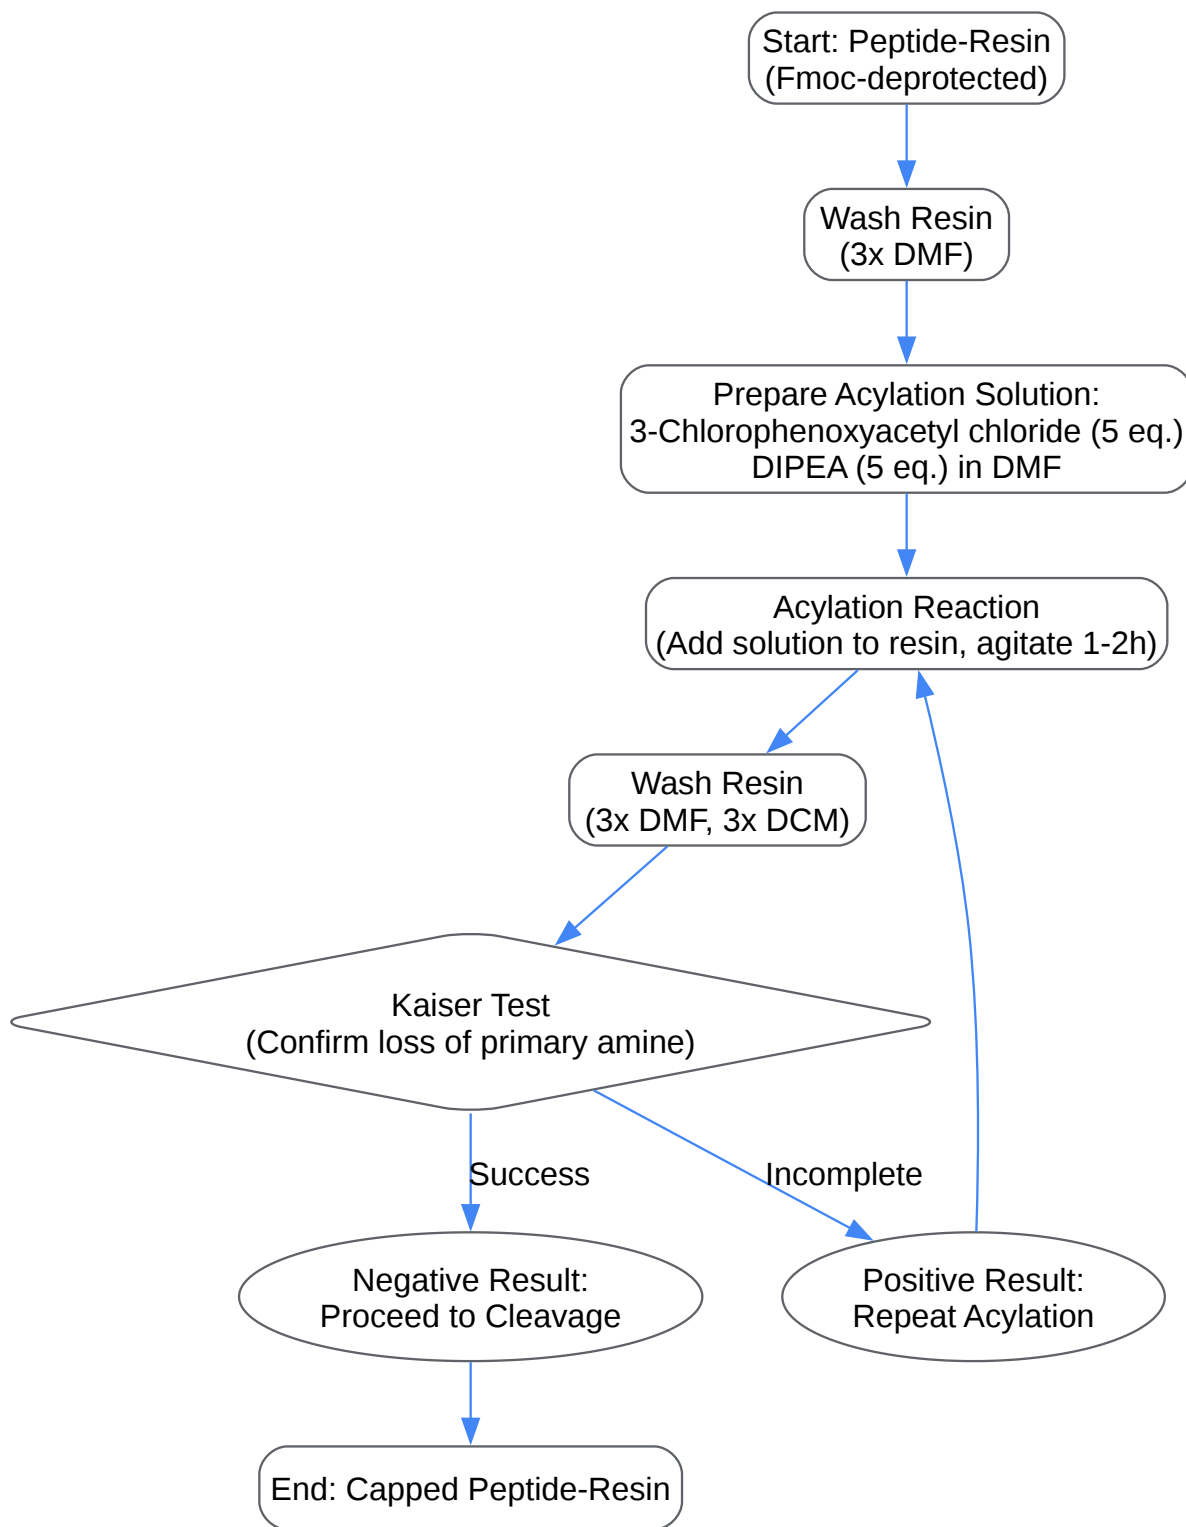 Start: Peptide-Resin
(Fmoc-deprotected)
Wash Resin
(3x DMF)
Prepare Acylation Solution:
3-Chlorophenoxyacetyl chloride (5 eq.)
DIPEA (5 eq.) in DMF
Acylation Reaction
(Add solution to resin, agitate 1-2h)
Wash Resin
(3x DMF, 3x DCM)
Kaiser Test
(Confirm loss of primary amine)
Success
Incomplete
Negative Result:
Proceed to Cleavage
Positive Result:
Repeat Acylation
End: Capped Peptide-Resin